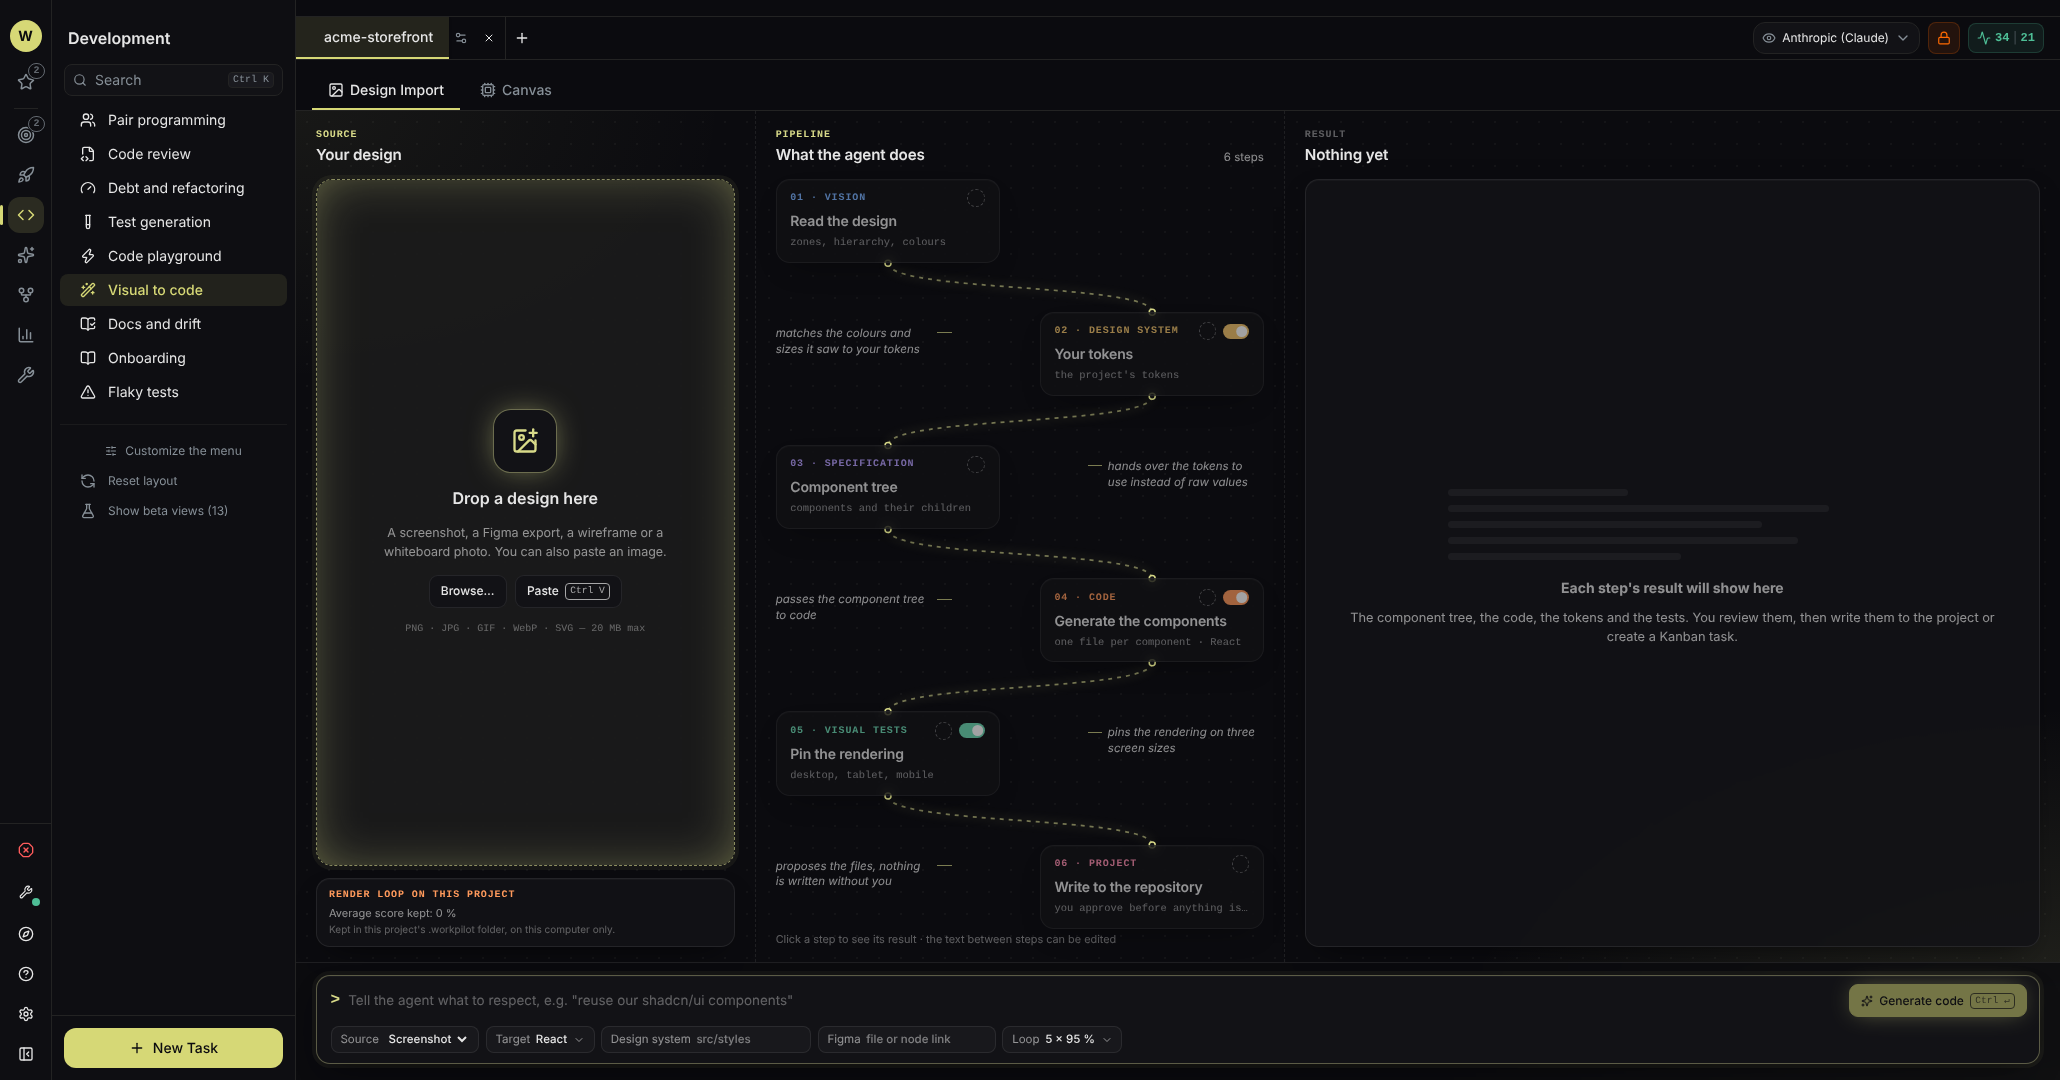 W
Development
acme-storefront
Anthropic (Claude)
34 | 21
2
Search
Ctrl K
Design Import
Canvas
2
Pair programming
Code review
Debt and refactoring
Test generation
Code playground
Visual to code
Docs and drift
Onboarding
Flaky tests
Customize the menu
Reset layout
Show beta views (13)
New Task
SOURCE
Your design
Drop a design here
A screenshot, a Figma export, a wireframe or a
whiteboard photo. You can also paste an image.
Browse...
Paste Ctrl V
PNG · JPG · GIF · WebP · SVG — 20 MB max
RENDER LOOP ON THIS PROJECT
Average score kept: 0 %
Kept in this project's .workpilot folder, on this computer only.
PIPELINE
What the agent does
6 steps
01 · VISION
Read the design
zones, hierarchy, colours
matches the colours and
sizes it saw to your tokens
02 · DESIGN SYSTEM
Your tokens
the project's tokens
03 · SPECIFICATION
Component tree
components and their children
hands over the tokens to
use instead of raw values
passes the component tree
to code
04 · CODE
Generate the components
one file per component · React
05 · VISUAL TESTS
Pin the rendering
desktop, tablet, mobile
pins the rendering on three
screen sizes
proposes the files, nothing
is written without you
06 · PROJECT
Write to the repository
you approve before anything is…
Click a step to see its result · the text between steps can be edited
RESULT
Nothing yet
Each step's result will show here
The component tree, the code, the tokens and the tests. You review them, then write them to the project or
create a Kanban task.
> Tell the agent what to respect, e.g. "reuse our shadcn/ui components"
Generate code Ctrl ↵
Source Screenshot
Target React
Design system src/styles
Figma file or node link
Loop 5 × 95 %